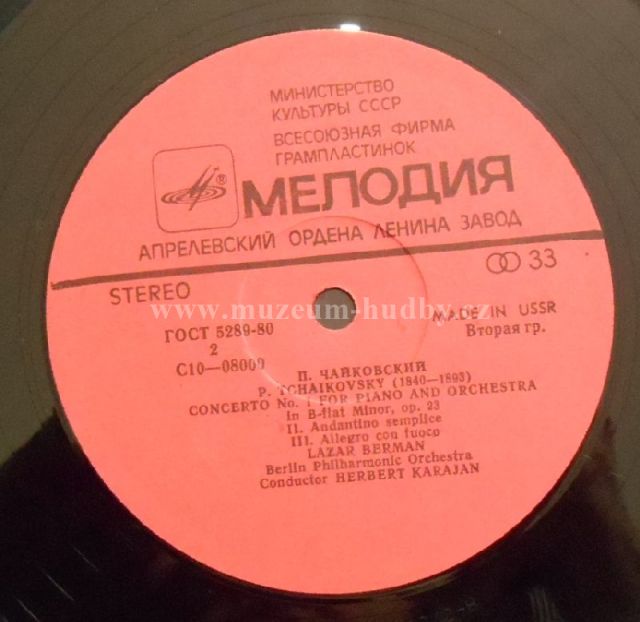 МИНИСТЕРСТВО
КУЛЬТУРЫ СССР
ВСЕСОЮЗНАЯ ФИРМА
ГРАМПЛАСТИНОК
® МЕЛОДИЯ
АПРЕЛЕВСКИЙ ОРДЕНА ЛЕНИНА ЗАВОД
STEREO
33
www.muzeum-hudby.cz
ГОСТ 5289-80
MADE IN USSR
2
Вторая гр.
С10—08009
П. ЧАЙКОВСКИЙ
P. TCHAIKOVSKY (1840—1893)
CONCERTO No. 1 FOR PIANO AND ORCHESTRA
In B-flat Minor, op. 23
II. Andantino semplice
III. Allegro con fuoco
LAZAR BERMAN
Berlin Philharmonic Orchestra
Conductor HERBERT KARAJAN